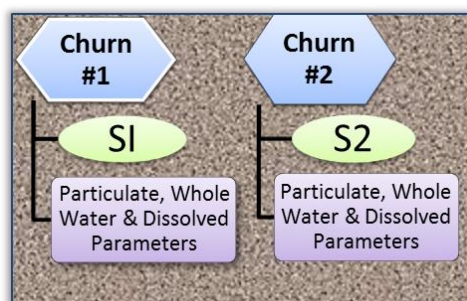 Churn
#1
SI
Particulate, Whole
Water & Dissolved
Parameters
Churn
#2
S2
Particulate, Whole
Water & Dissolved
Parameters